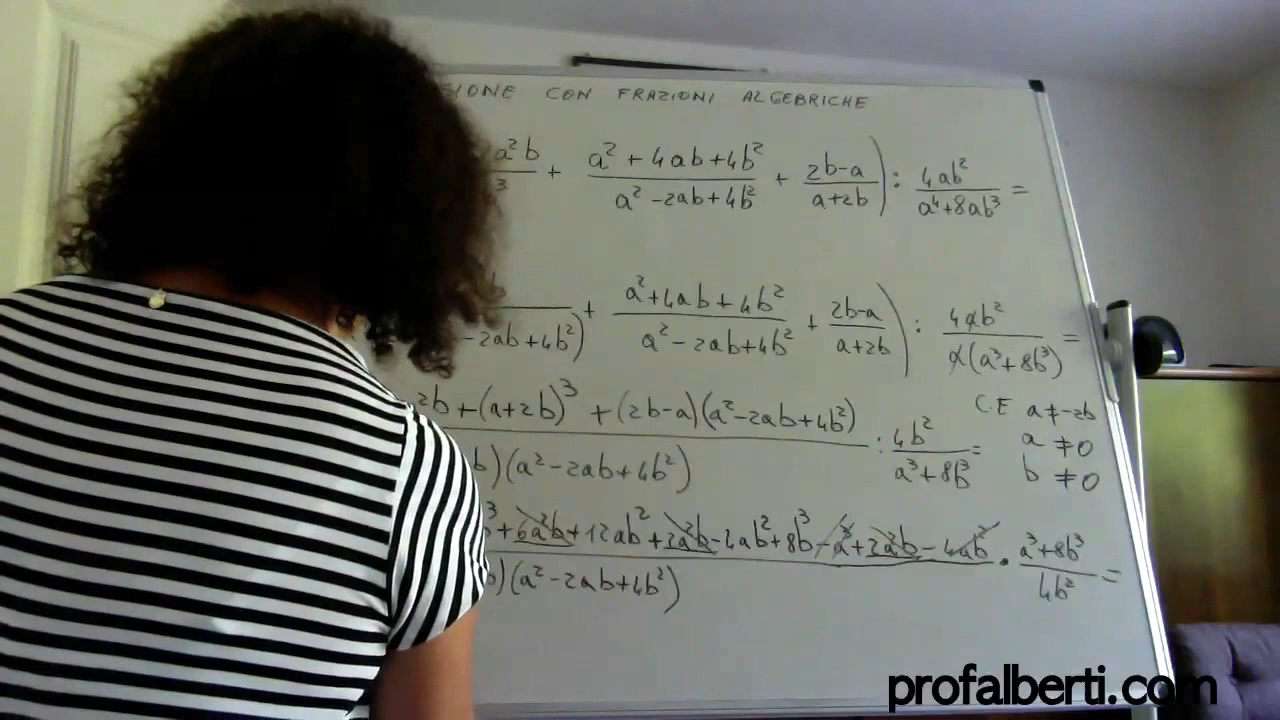 SIONE CON FRAZIONI ALGEBRICHE
a²b/3 + (a² + 4ab + 4b²)/(a² - 2ab + 4b²) + (2b-a)/(a+2b)) : 4ab²/(a⁴+8ab³) =
b/(-2ab+4b²) + (a²+4ab+4b²)/(a²-2ab+4b²) + (2b-a)/(a+2b)) : 4ab²/(a(a³+8b³)) =
2b+(a+2b)³ + (2b-a)(a²-2ab+4b²)/(b)(a²-2ab+4b²) : 4b²/(a³+8b³) =
C.E a≠-2b
a ≠0
b ≠0
³+6a²b+12ab²+2a²b-4ab²+8b³-a³+2a²b-4ab²/(b)(a²-2ab+4b²) · (a³+8b³)/4b² =
profalberti.com